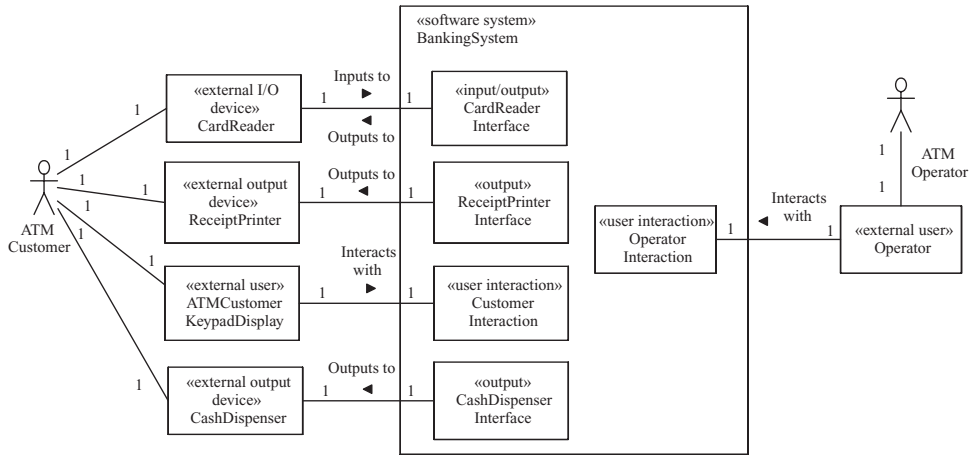 «software system»
BankingSystem
Inputs to
«external I/O
device»
CardReader
1
1
1
«input/output»
CardReader
Interface
Outputs to
1
1
ATM
Customer
Outputs to
«external output
device»
ReceiptPrinter
1
1
1
«output»
ReceiptPrinter
Interface
1
Interacts
with
«external user»
ATMCustomer
KeypadDisplay
1
1
1
«user interaction»
Customer
Interaction
1
Outputs to
«external output
device»
CashDispenser
1
1
1
«output»
CashDispenser
Interface
«user interaction»
Operator
Interaction
1
Interacts
with
1
«external user»
Operator
1
1
ATM
Operator